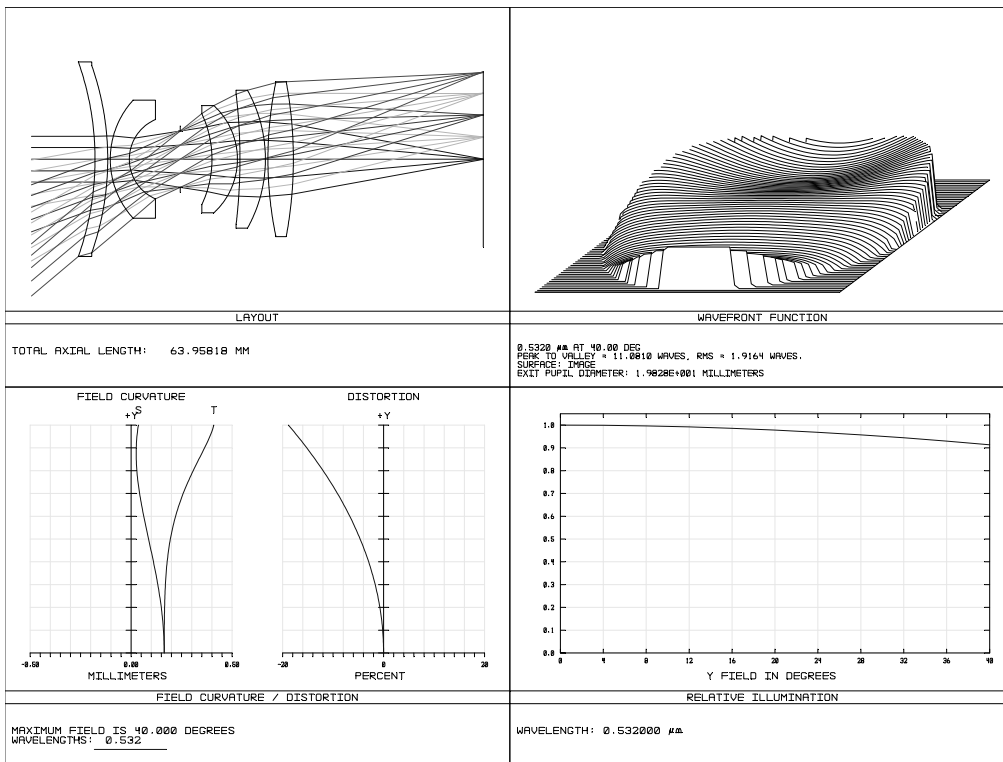 LAYOUT
TOTAL AXIAL LENGTH: 63.95818 MM
WAVEFRONT FUNCTION
0.5320 µm AT 40.00 DEG
PEAK TO VALLEY = 11.0810 WAVES, RMS = 1.9164 WAVES.
SURFACE: IMAGE
EXIT PUPIL DIAMETER: 1.9828E+001 MILLIMETERS
FIELD CURVATURE
S T
+Y
-0.50 0.00 0.50
MILLIMETERS
DISTORTION
+Y
-20 0 20
PERCENT
FIELD CURVATURE / DISTORTION
MAXIMUM FIELD IS 40.000 DEGREES
WAVELENGTHS: 0.532
1.0
0.9
0.8
0.7
0.6
0.5
0.4
0.3
0.2
0.1
0.0
0 4 8 12 16 20 24 28 32 36 40
Y FIELD IN DEGREES
RELATIVE ILLUMINATION
WAVELENGTH: 0.532000 µm